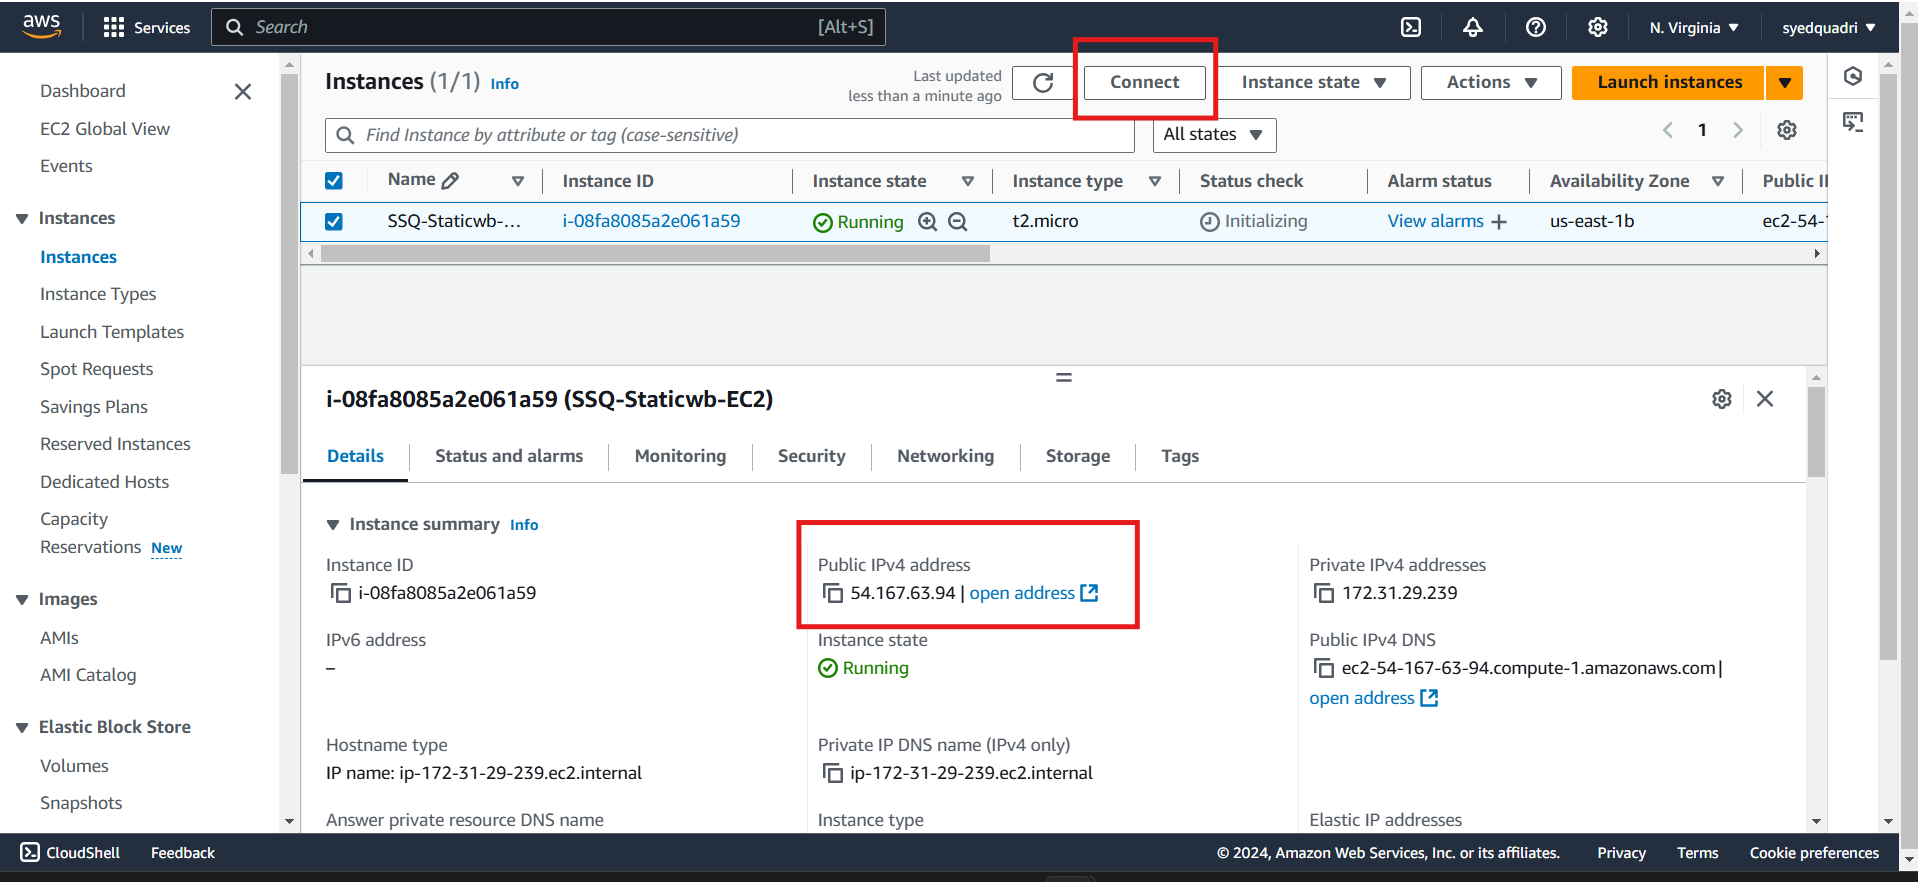 aws
Services
Search
[Alt+S]
N. Virginia
syedquadri
Dashboard
EC2 Global View
Events
Instances
Instances
Instance Types
Launch Templates
Spot Requests
Savings Plans
Reserved Instances
Dedicated Hosts
Capacity
Reservations New
Images
AMIs
AMI Catalog
Elastic Block Store
Volumes
Snapshots
Instances (1/1) Info
Last updated
less than a minute ago
Connect
Instance state
Actions
Launch instances
Find Instance by attribute or tag (case-sensitive)
All states
1
Name Instance ID Instance state Instance type Status check Alarm status Availability Zone Public
SSQ-Staticwb-... i-08fa8085a2e061a59 Running t2.micro Initializing View alarms us-east-1b ec2-54-
i-08fa8085a2e061a59 (SSQ-Staticwb-EC2)
Details Status and alarms Monitoring Security Networking Storage Tags
Instance summary Info
Instance ID
i-08fa8085a2e061a59
Public IPv4 address
54.167.63.94 | open address
Private IPv4 addresses
172.31.29.239
IPv6 address
–
Instance state
Running
Public IPv4 DNS
ec2-54-167-63-94.compute-1.amazonaws.com |
open address
Hostname type
IP name: ip-172-31-29-239.ec2.internal
Private IP DNS name (IPv4 only)
ip-172-31-29-239.ec2.internal
Answer private resource DNS name
Instance type
Elastic IP addresses
CloudShell Feedback
© 2024, Amazon Web Services, Inc. or its affiliates. Privacy Terms Cookie preferences